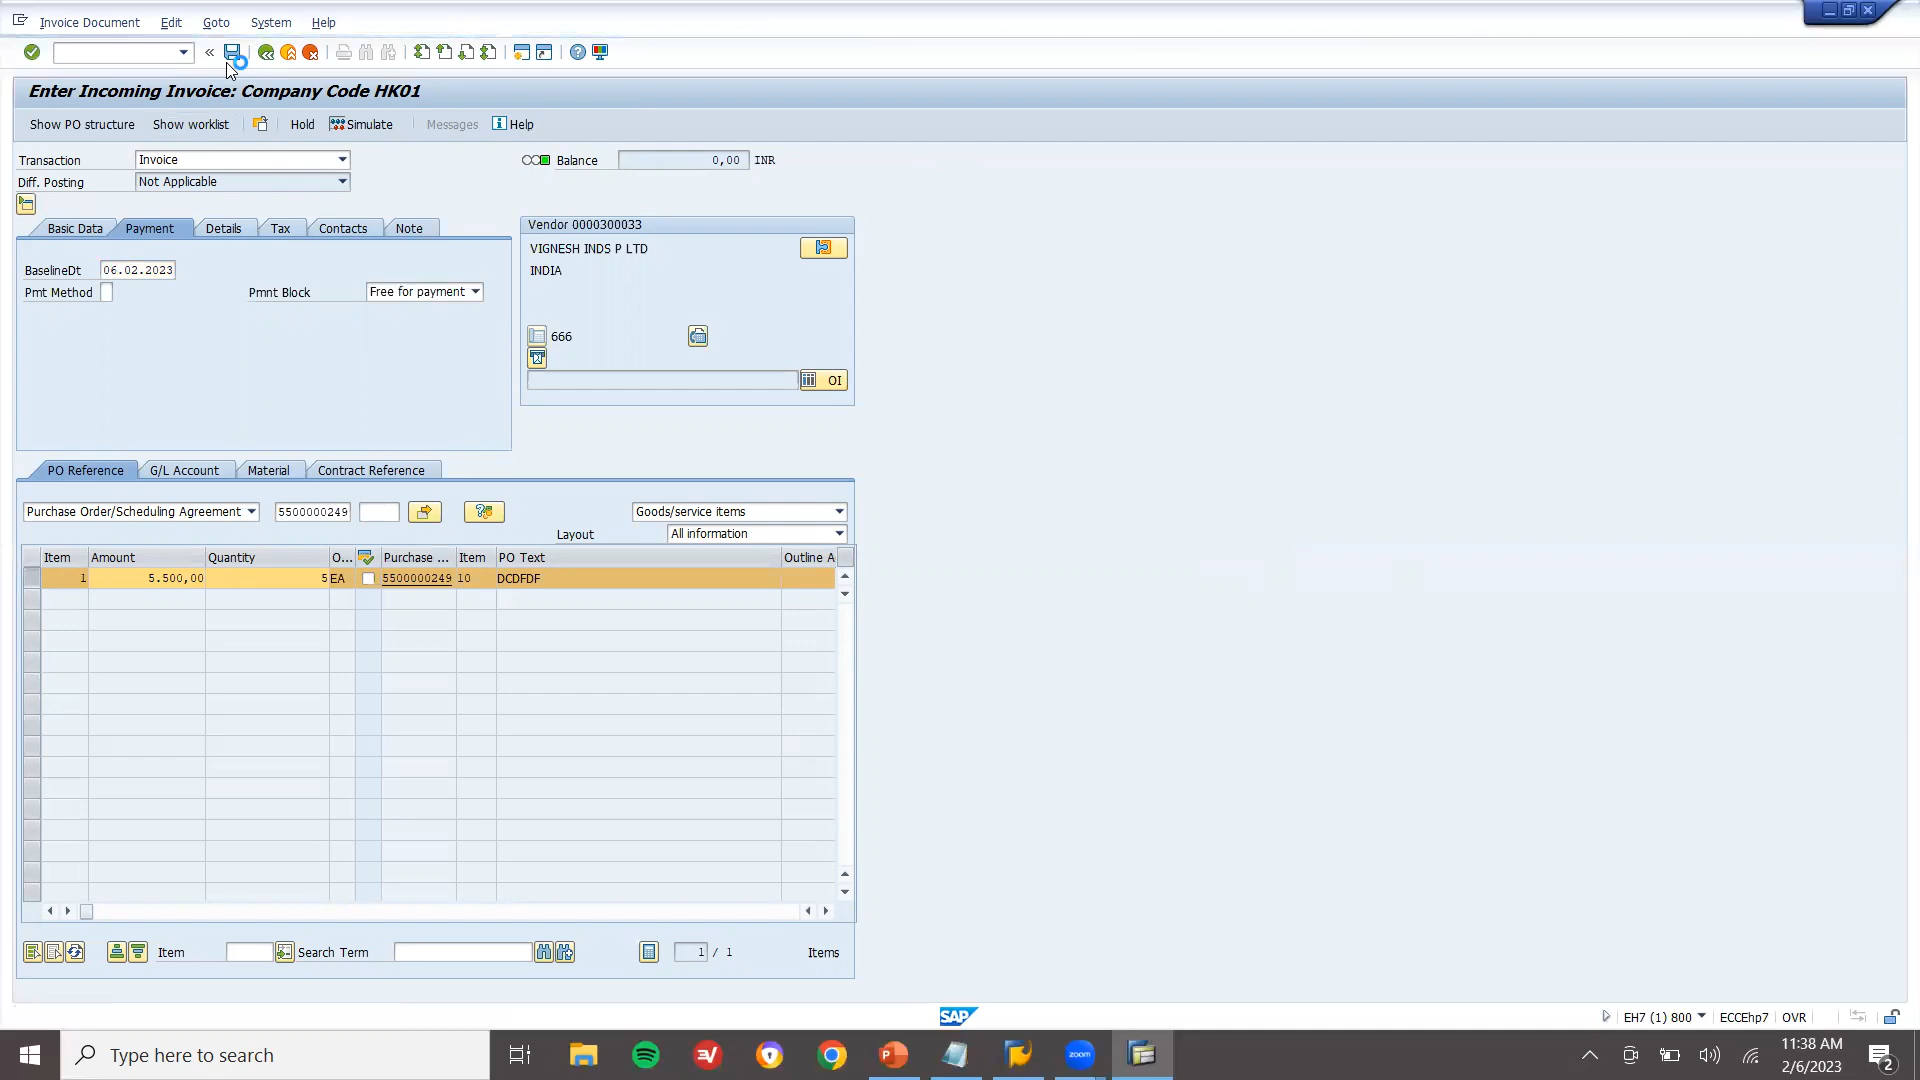 Invoice Document Edit Goto System Help
Enter Incoming Invoice: Company Code HK01
Show PO structure Show worklist Hold Simulate Messages Help
Transaction Invoice Balance 0,00 INR
Diff. Posting Not Applicable
Basic Data Payment Details Tax Contacts Note
Vendor 0000300033
VIGNESH INDS P LTD
INDIA
BaselineDt 06.02.2023
Pmt Method Pmnt Block Free for payment
666
OI
PO Reference G/L Account Material Contract Reference
Purchase Order/Scheduling Agreement 5500000249 Goods/service items
Layout All information
Item Amount Quantity O... Purchase ... Item PO Text Outline A
1 5.500,00 5 EA 5500000249 10 DCDFDF
Item Search Term 1 / 1 Items
SAP EH7 (1) 800 ECCEhp7 OVR
Type here to search
zoom
11:38 AM
2/6/2023
2